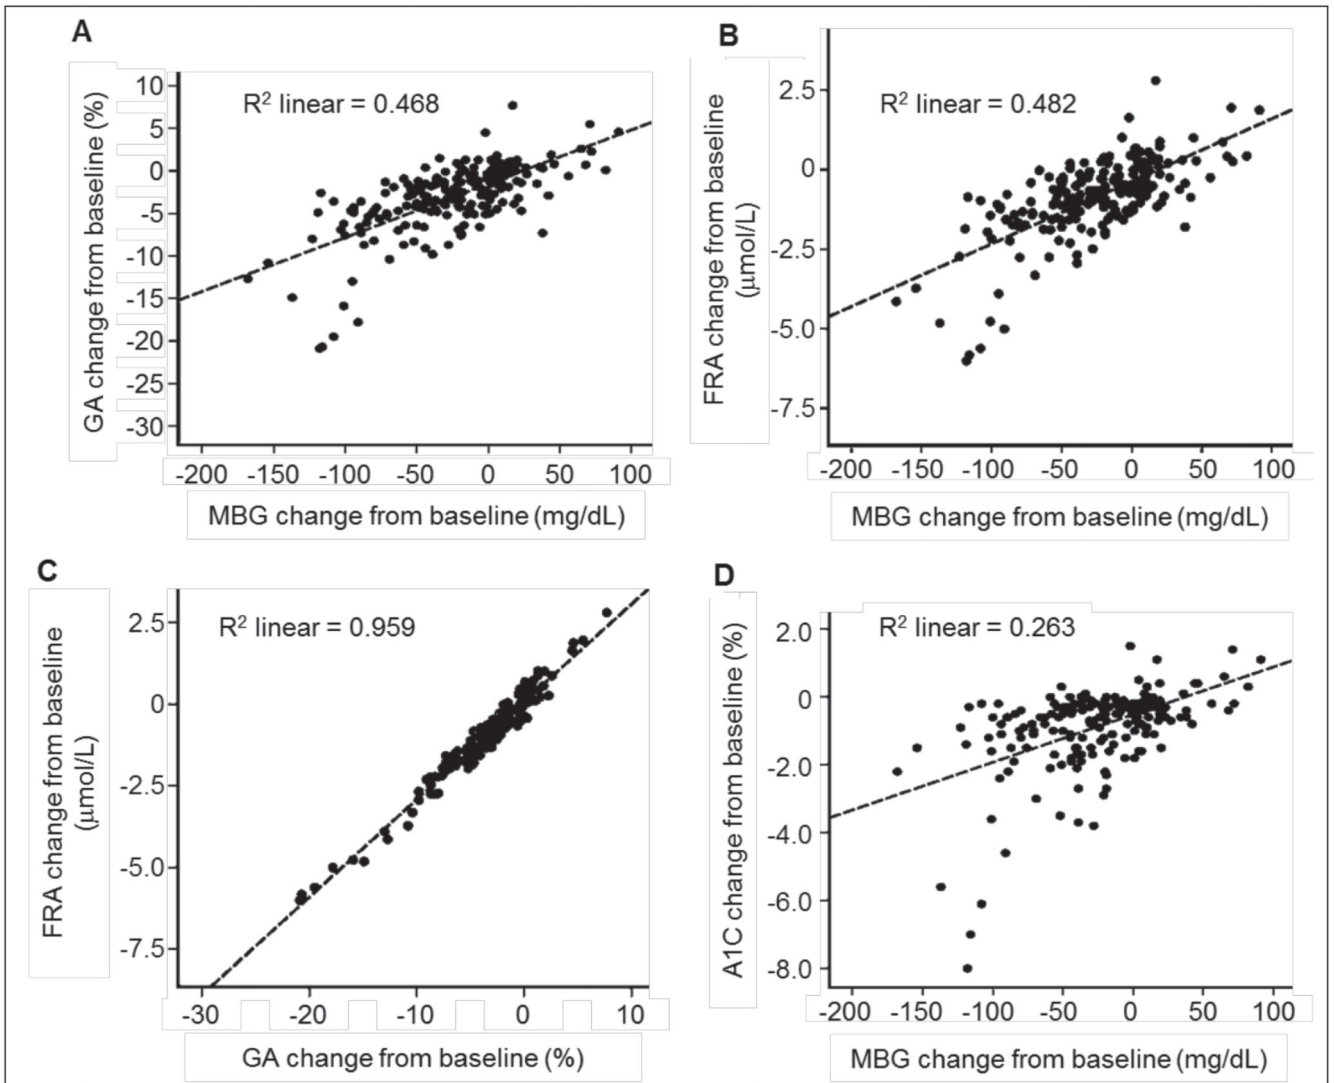 A
GA change from baseline (%)
R² linear = 0.468
10
5
0
-5
-10
-15
-20
-25
-30
-200 -150 -100 -50 0 50 100
MBG change from baseline (mg/dL)
B
FRA change from baseline
(µmol/L)
R² linear = 0.482
2.5
0
-2.5
-5.0
-7.5
-200 -150 -100 -50 0 50 100
MBG change from baseline (mg/dL)
C
FRA change from baseline
(µmol/L)
R² linear = 0.959
2.5
0
-2.5
-5.0
-7.5
-30 -20 -10 0 10
GA change from baseline (%)
D
A1C change from baseline (%)
R² linear = 0.263
2.0
0
-2.0
-4.0
-6.0
-8.0
-200 -150 -100 -50 0 50 100
MBG change from baseline (mg/dL)